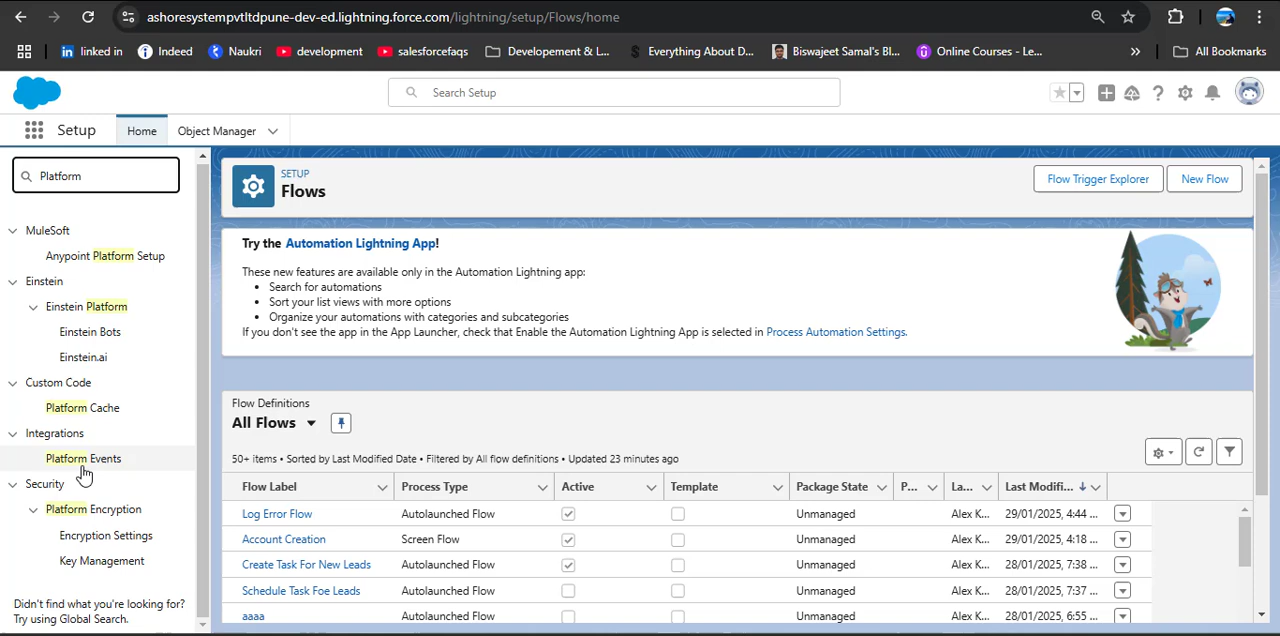 ashoresystempvtltdpune-dev-ed.lightning.force.com/lightning/setup/Flows/home
linked in
Indeed
Naukri
development
salesforcefaqs
Developement & L...
Everything About D...
Biswajeet Samal's Bl...
Online Courses - Le...
All Bookmarks
Search Setup
Setup
Home
Object Manager
Platform
MuleSoft
Anypoint Platform Setup
Einstein
Einstein Platform
Einstein Bots
Einstein.ai
Custom Code
Platform Cache
Integrations
Platform Events
Security
Platform Encryption
Encryption Settings
Key Management
Didn't find what you're looking for?
Try using Global Search.
SETUP
Flows
Flow Trigger Explorer
New Flow
Try the Automation Lightning App!
These new features are available only in the Automation Lightning app:
• Search for automations
• Sort your list views with more options
• Organize your automations with categories and subcategories
If you don't see the app in the App Launcher, check that Enable the Automation Lightning App is selected in Process Automation Settings.
Flow Definitions
All Flows
50+ items • Sorted by Last Modified Date • Filtered by All flow definitions • Updated 23 minutes ago
Flow Label Process Type Active Template Package State P... La... Last Modifi...
Log Error Flow Autolaunched Flow Unmanaged Alex K... 29/01/2025, 4:44 ...
Account Creation Screen Flow Unmanaged Alex K... 29/01/2025, 4:18 ...
Create Task For New Leads Autolaunched Flow Unmanaged Alex K... 28/01/2025, 7:38 ...
Schedule Task Foe Leads Autolaunched Flow Unmanaged Alex K... 28/01/2025, 7:37 ...
aaaa Autolaunched Flow Unmanaged Alex K... 28/01/2025, 6:55 ...